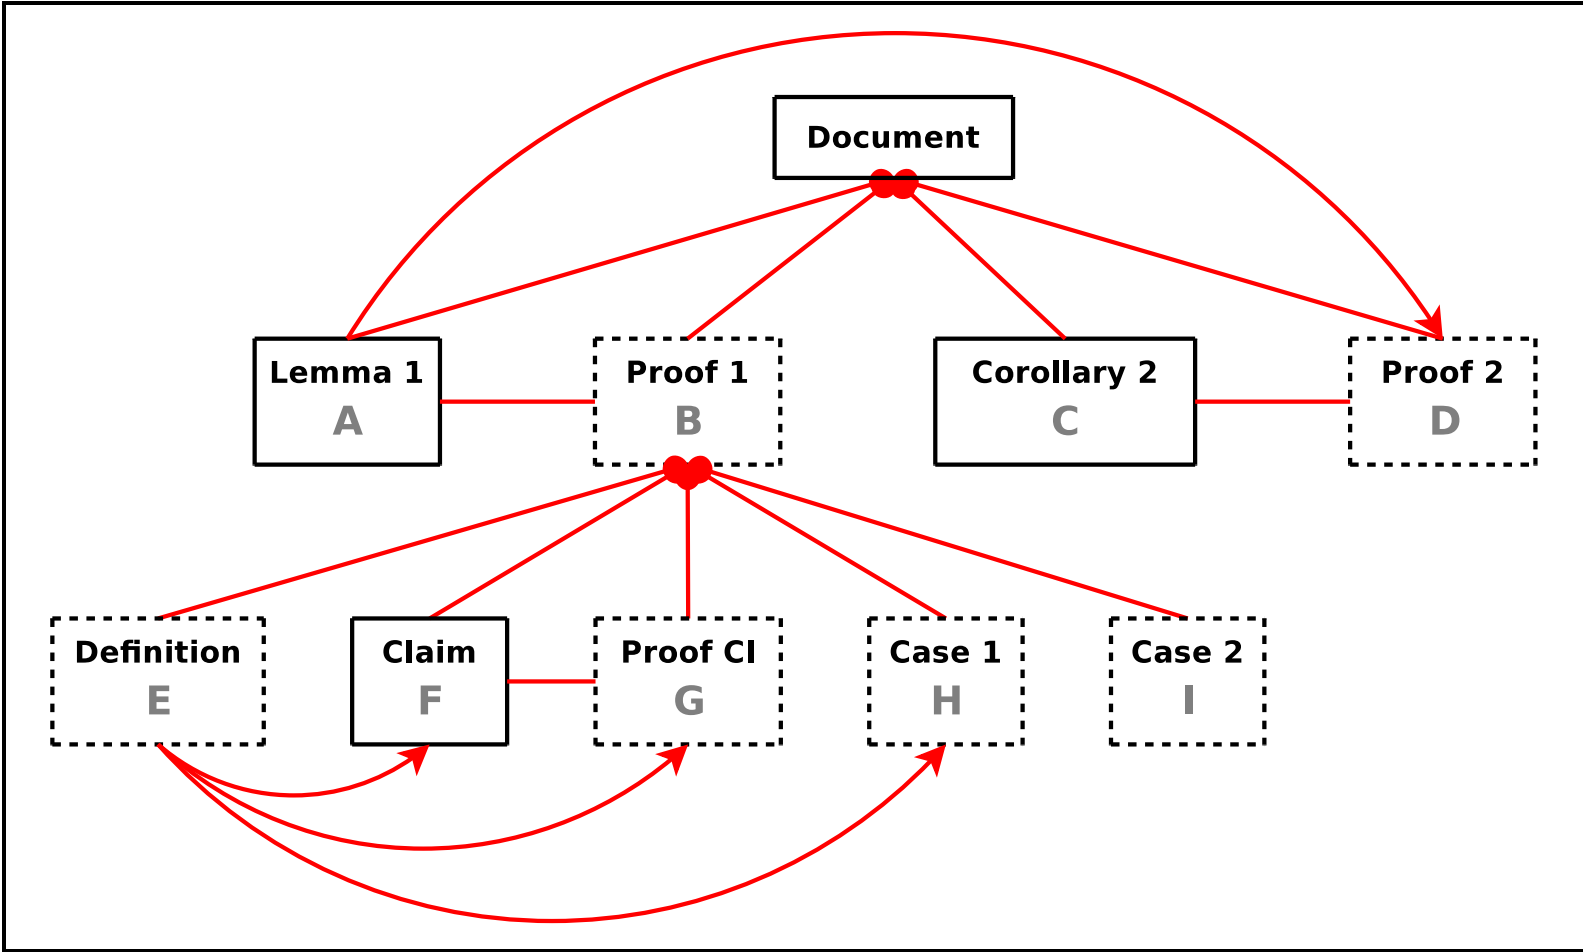 Document
Lemma 1
A
Proof 1
B
Corollary 2
C
Proof 2
D
Definition
E
Claim
F
Proof Cl
G
Case 1
H
Case 2
I